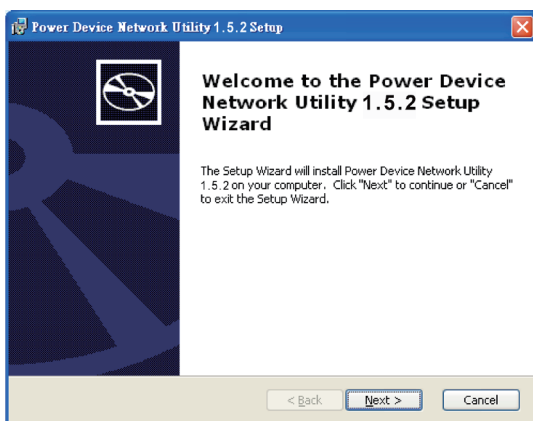 Power Device Network Utility 1.5.2 Setup
Welcome to the Power Device
Network Utility 1.5.2 Setup
Wizard
The Setup Wizard will install Power Device Network Utility
1.5.2 on your computer. Click "Next" to continue or "Cancel"
to exit the Setup Wizard.
< Back
Next >
Cancel